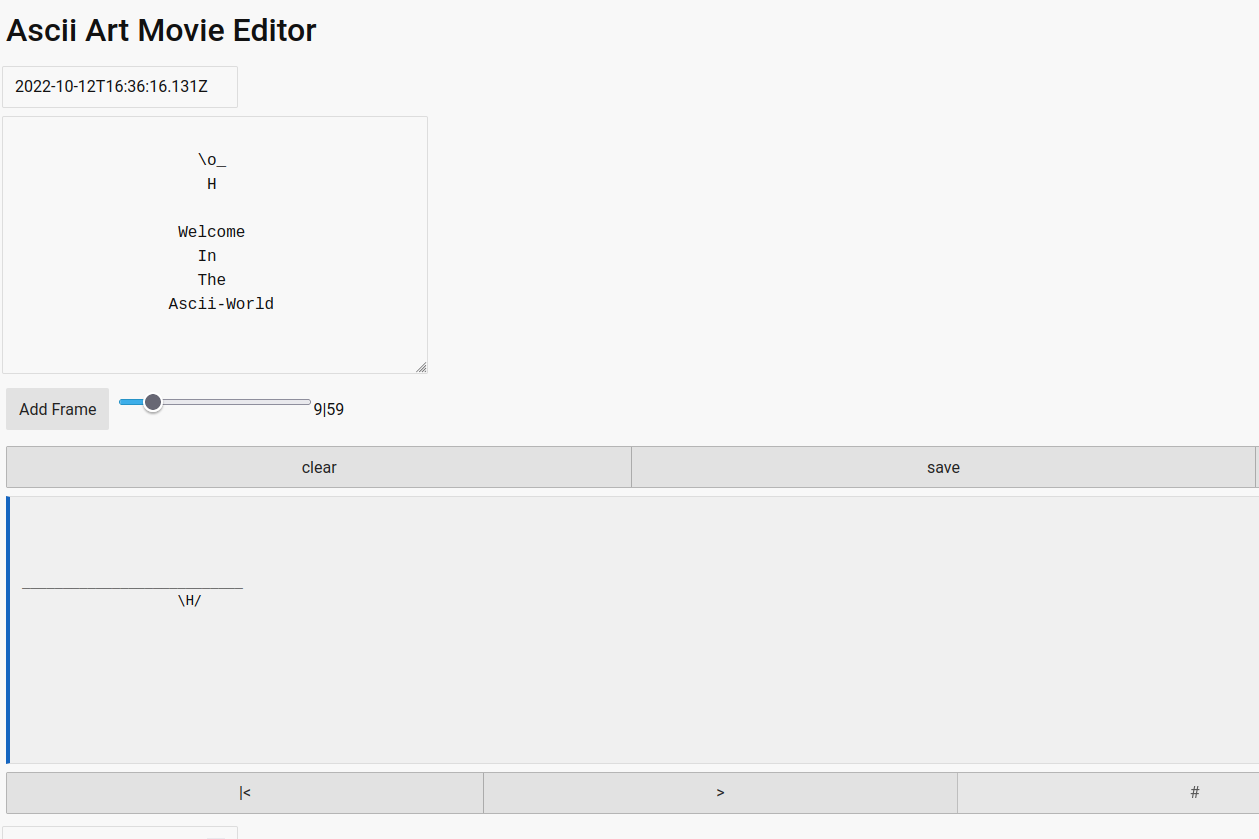 Ascii Art Movie Editor
2022-10-12T16:36:16.131Z
\o_
H
Welcome
In
The
Ascii-World
Add Frame 9|59
clear save
___________________________
\H/
|< > #